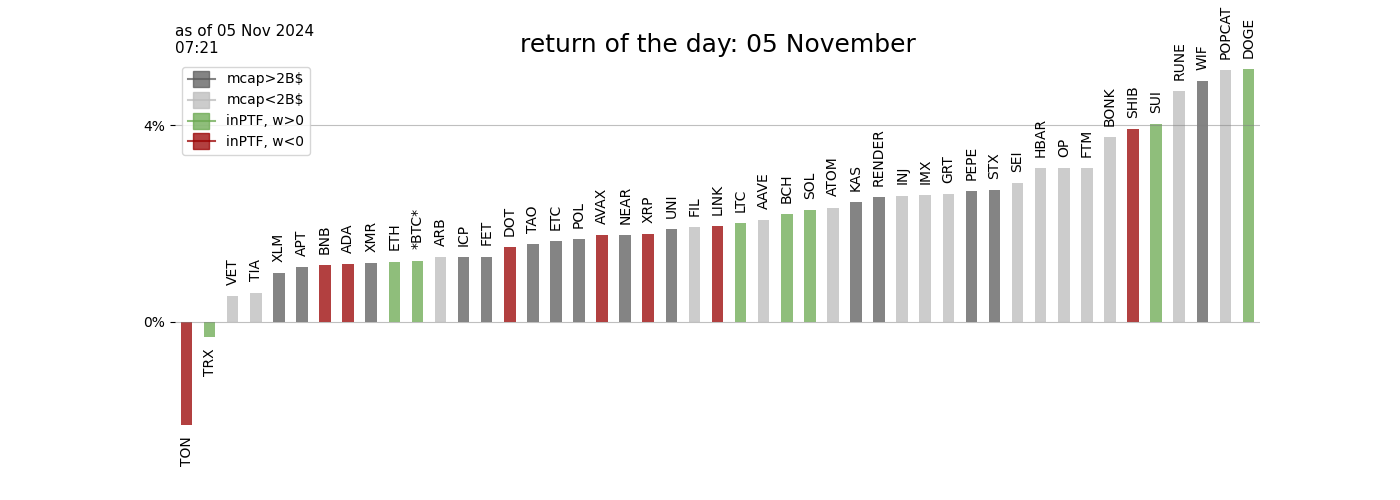 as of 05 Nov 2024
07:21
return of the day: 05 November
mcap>2B$
mcap<2B$
inPTF, w>0
inPTF, w<0
4%
0%
TON
TRX
VET
TIA
XLM
APT
BNB
ADA
XMR
ETH
*BTC*
ARB
ICP
FET
DOT
TAO
ETC
POL
AVAX
NEAR
XRP
UNI
FIL
LINK
LTC
AAVE
BCH
SOL
ATOM
KAS
RENDER
INJ
IMX
GRT
PEPE
STX
SEI
HBAR
OP
FTM
BONK
SHIB
SUI
RUNE
WIF
POPCAT
DOGE